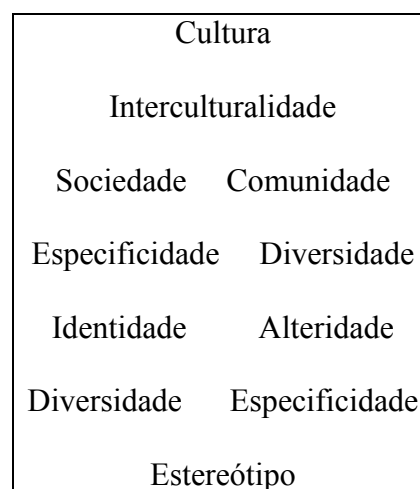 Cultura
Interculturalidade
Sociedade Comunidade
Especificidade Diversidade
Identidade Alteridade
Diversidade Especificidade
Estereótipo